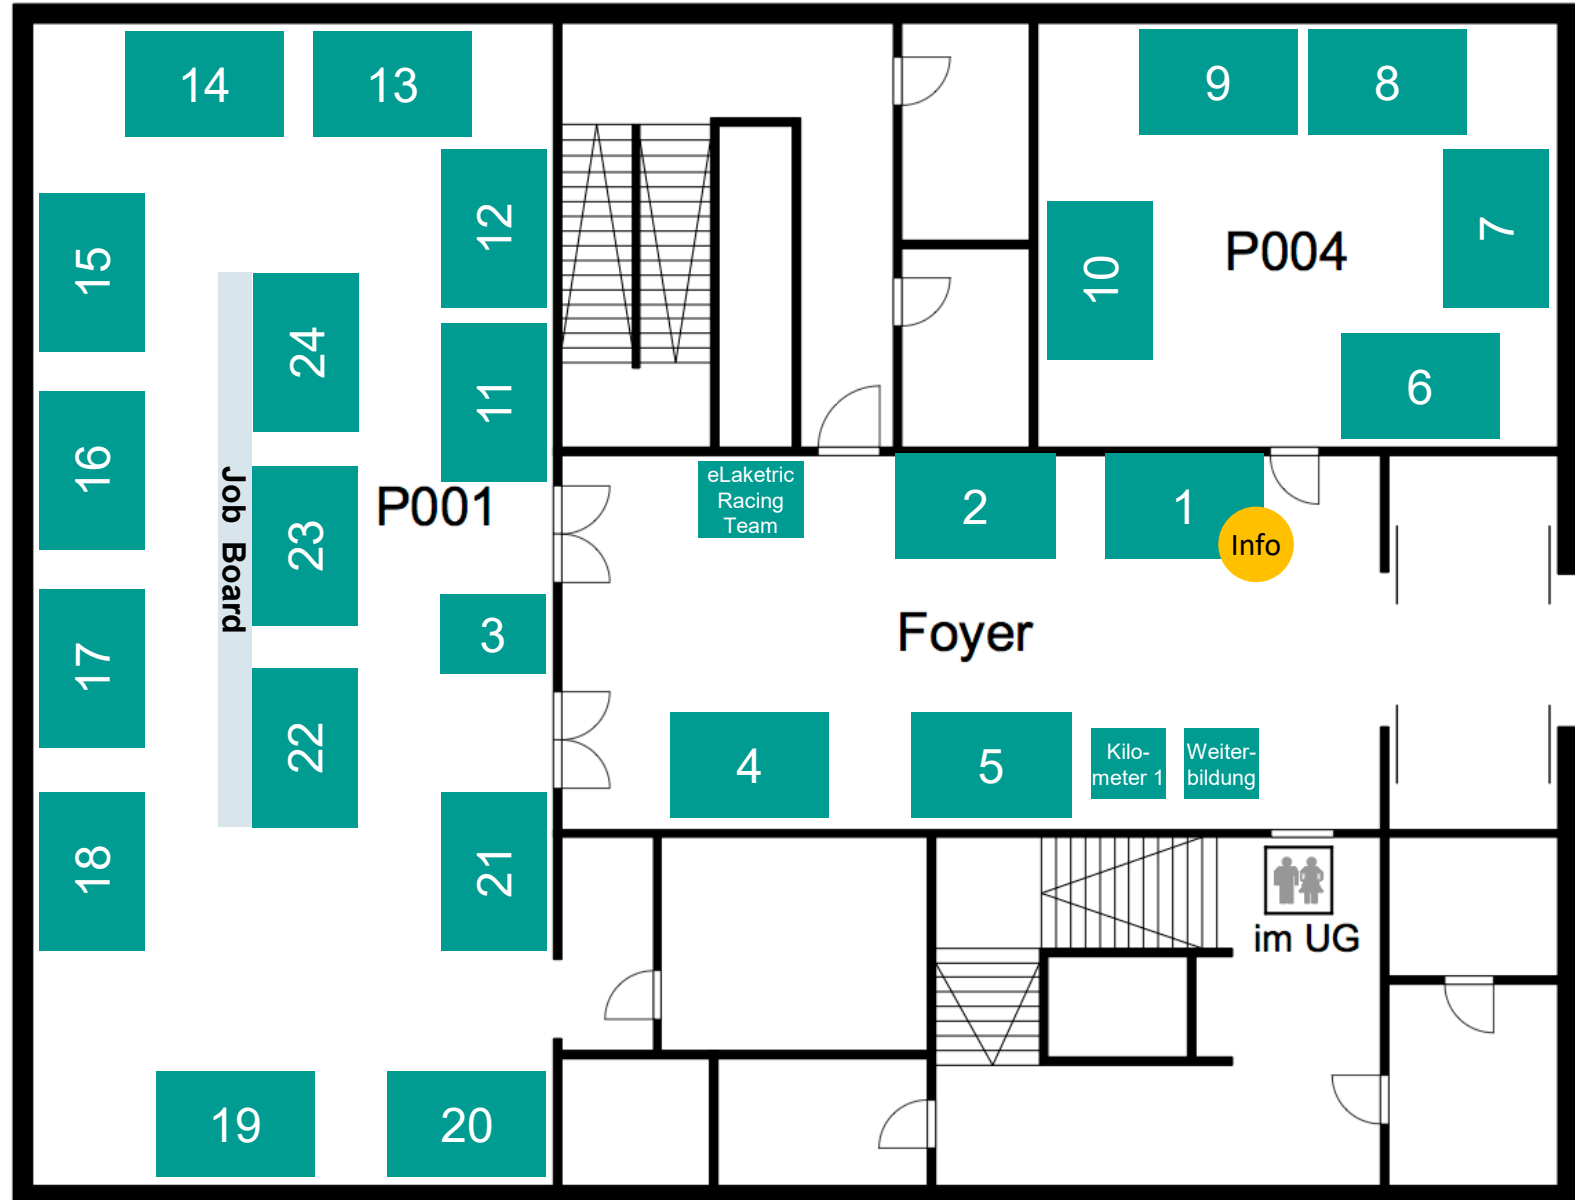 14
13
9
8
12
7
15
10
P004
24
11
6
16
Job Board
23
P001
eLaketric
Racing
Team
2
1
Info
3
Foyer
17
22
4
5
Kilo-
meter 1
Weiter-
bildung
18
21
im UG
19
20